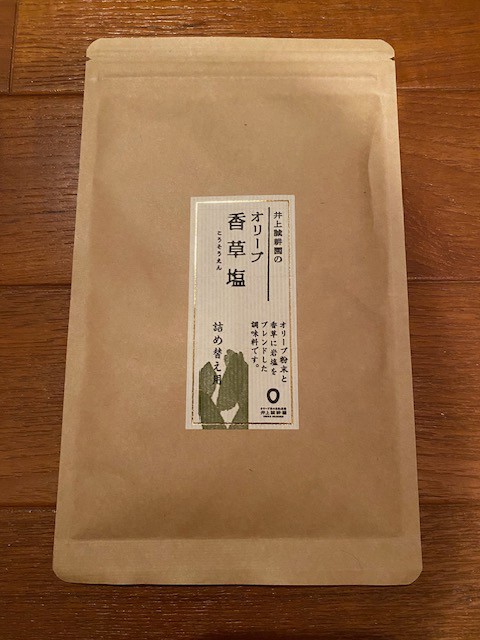 井上誠耕園の
オリーブ
香草塩
こうそうえん
オリーブ粉末と
香草に岩塩を
ブレンドした
調味料です。
詰め替え用
井上誠耕園